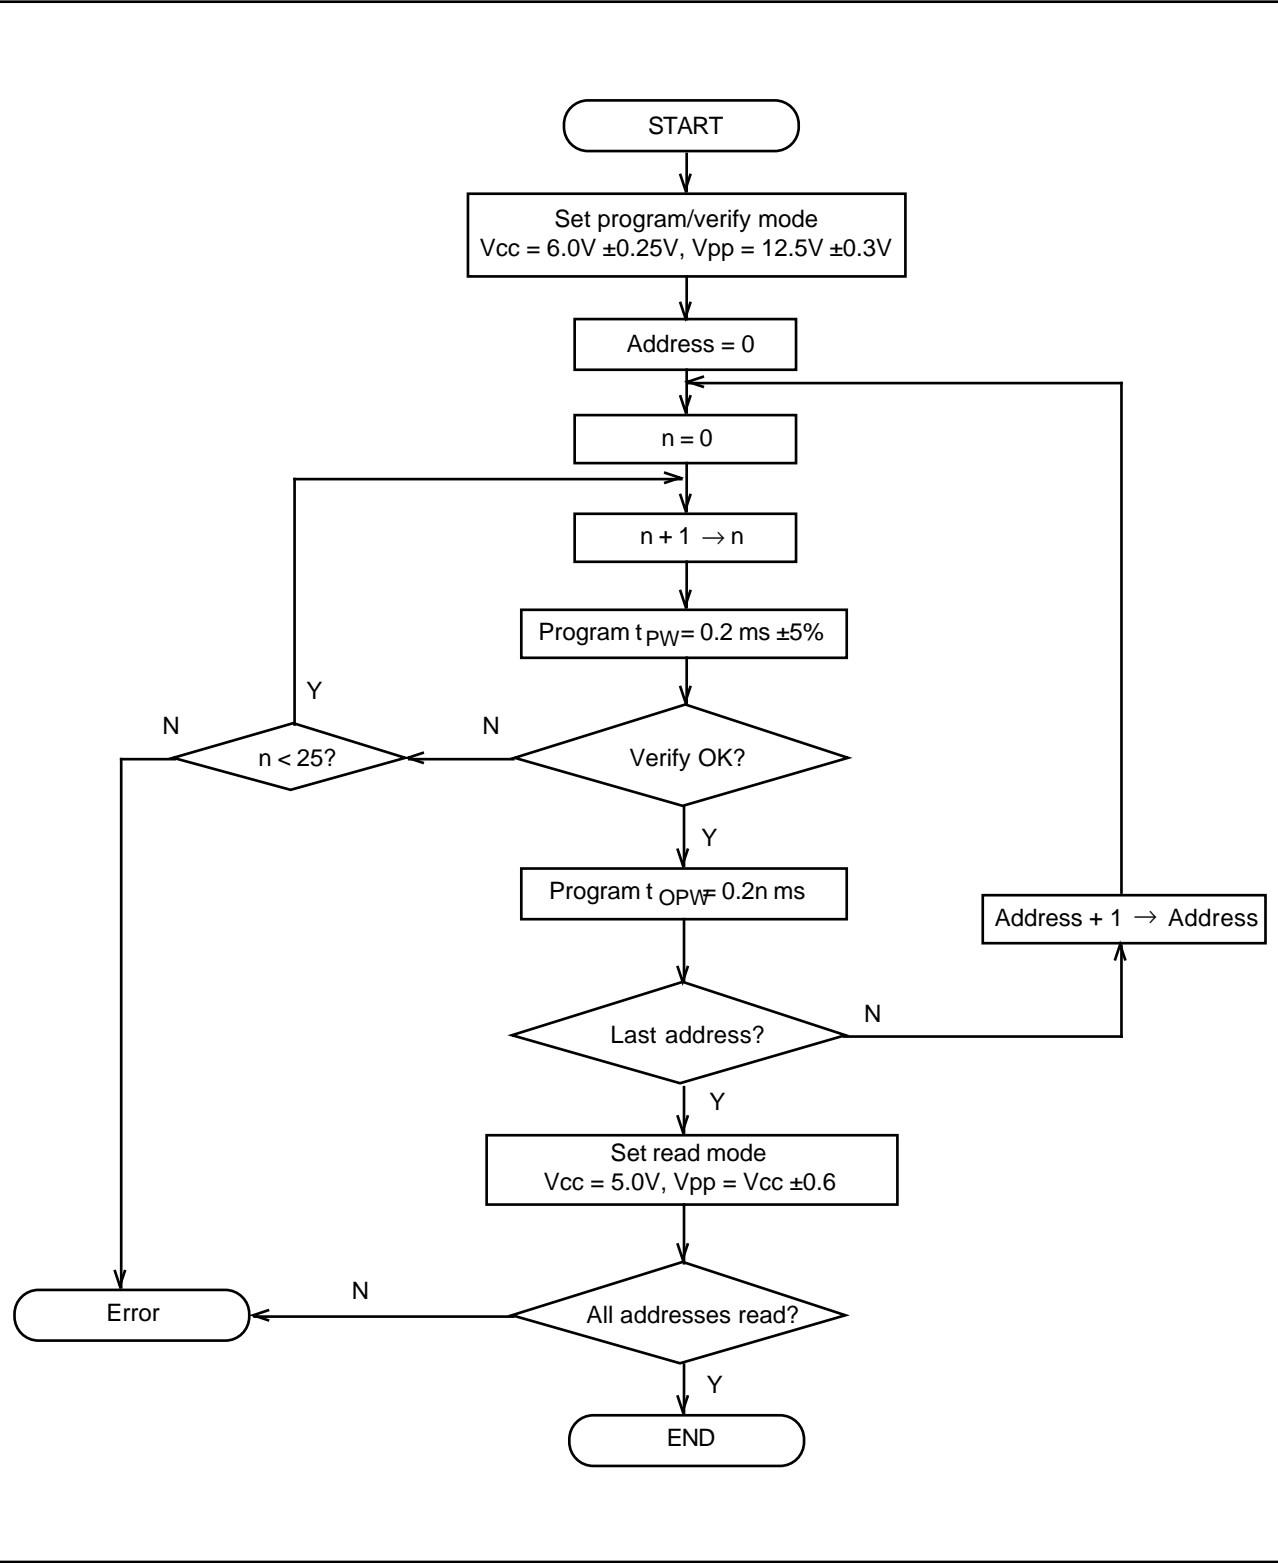 START
Set program/verify mode
Vcc = 6.0V ±0.25V, Vpp = 12.5V ±0.3V
Address = 0
n = 0
n + 1 → n
Program tPW = 0.2 ms ±5%
Y
N
n < 25?
N
Verify OK?
Y
Program tOPW = 0.2n ms
Address + 1 → Address
Last address?
N
Y
Set read mode
Vcc = 5.0V, Vpp = Vcc ±0.6
Error
N
All addresses read?
Y
END